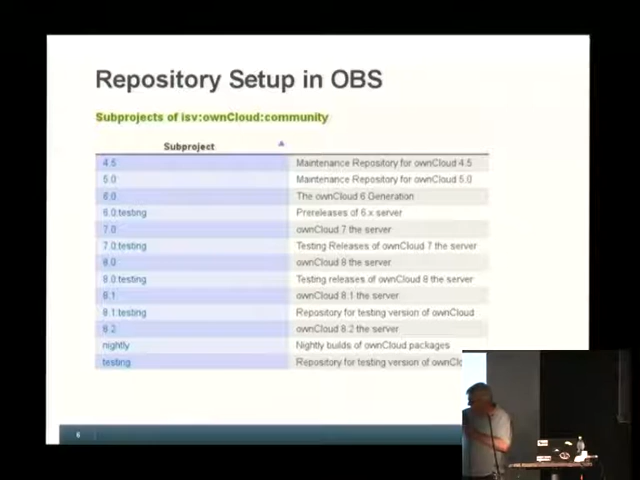 Repository Setup in OBS
Subprojects of isv:ownCloud:community
Subproject
4.5 Maintenance Repository for ownCloud 4.5
5.0 Maintenance Repository for ownCloud 5.0
6.0 The ownCloud 6 Generation
6.0:testing Prereleases of 6.x server
7.0 ownCloud 7 the server
7.0:testing Testing Releases of ownCloud 7 the server
8.0 ownCloud 8 the server
8.0:testing Testing releases of ownCloud 8 the server
8.1 ownCloud 8.1 the server
8.1:testing Repository for testing version of ownCloud
8.2 ownCloud 8.2 the server
nightly Nightly builds of ownCloud packages
testing Repository for testing version of ownClo
6